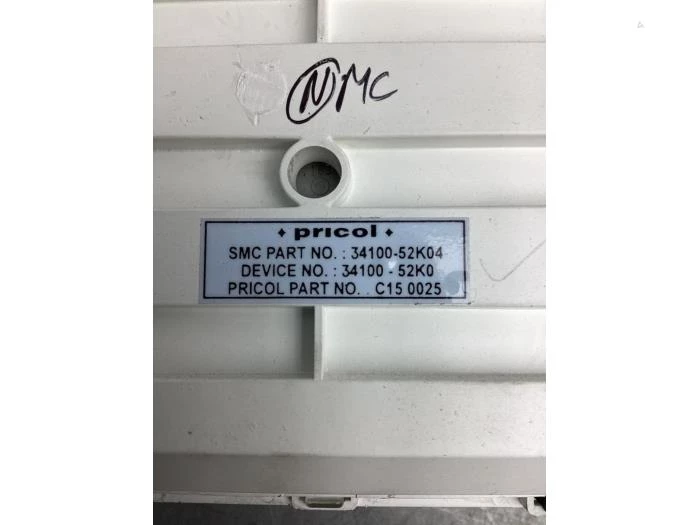 NMC
pricol
SMC PART NO. : 34100-52K04
DEVICE NO. : 34100 - 52K0
PRICOL PART NO. . C15 0025